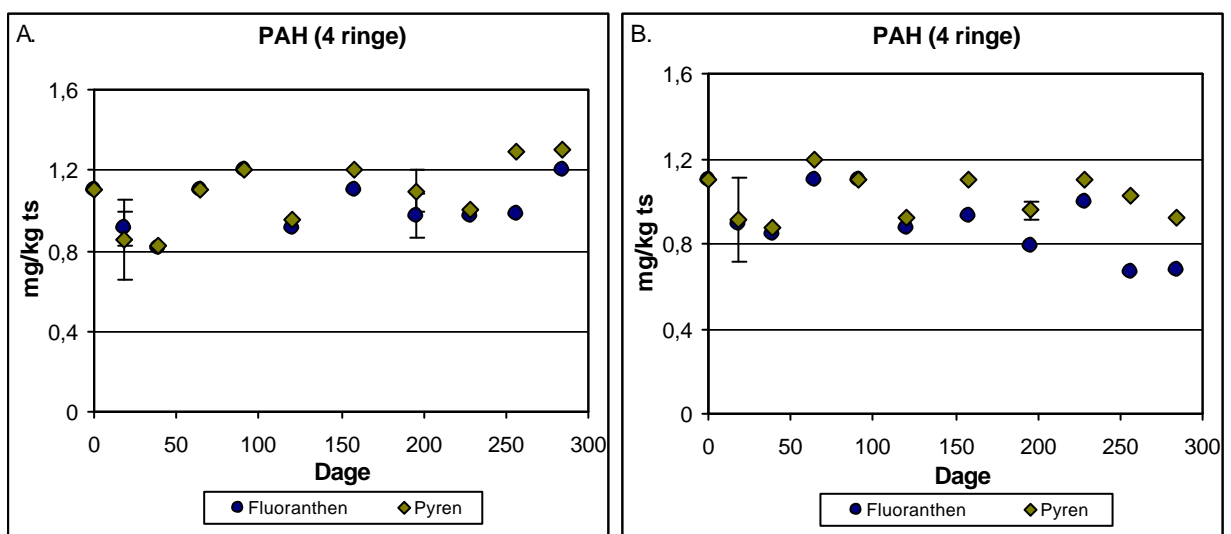 A.
PAH (4 ringe)
mg/kg ts
1,6
1,2
0,8
0,4
0
0 50 100 150 200 250 300
Dage
Fluoranthen Pyren
B.
PAH (4 ringe)
mg/kg ts
1,6
1,2
0,8
0,4
0
0 50 100 150 200 250 300
Dage
Fluoranthen Pyren